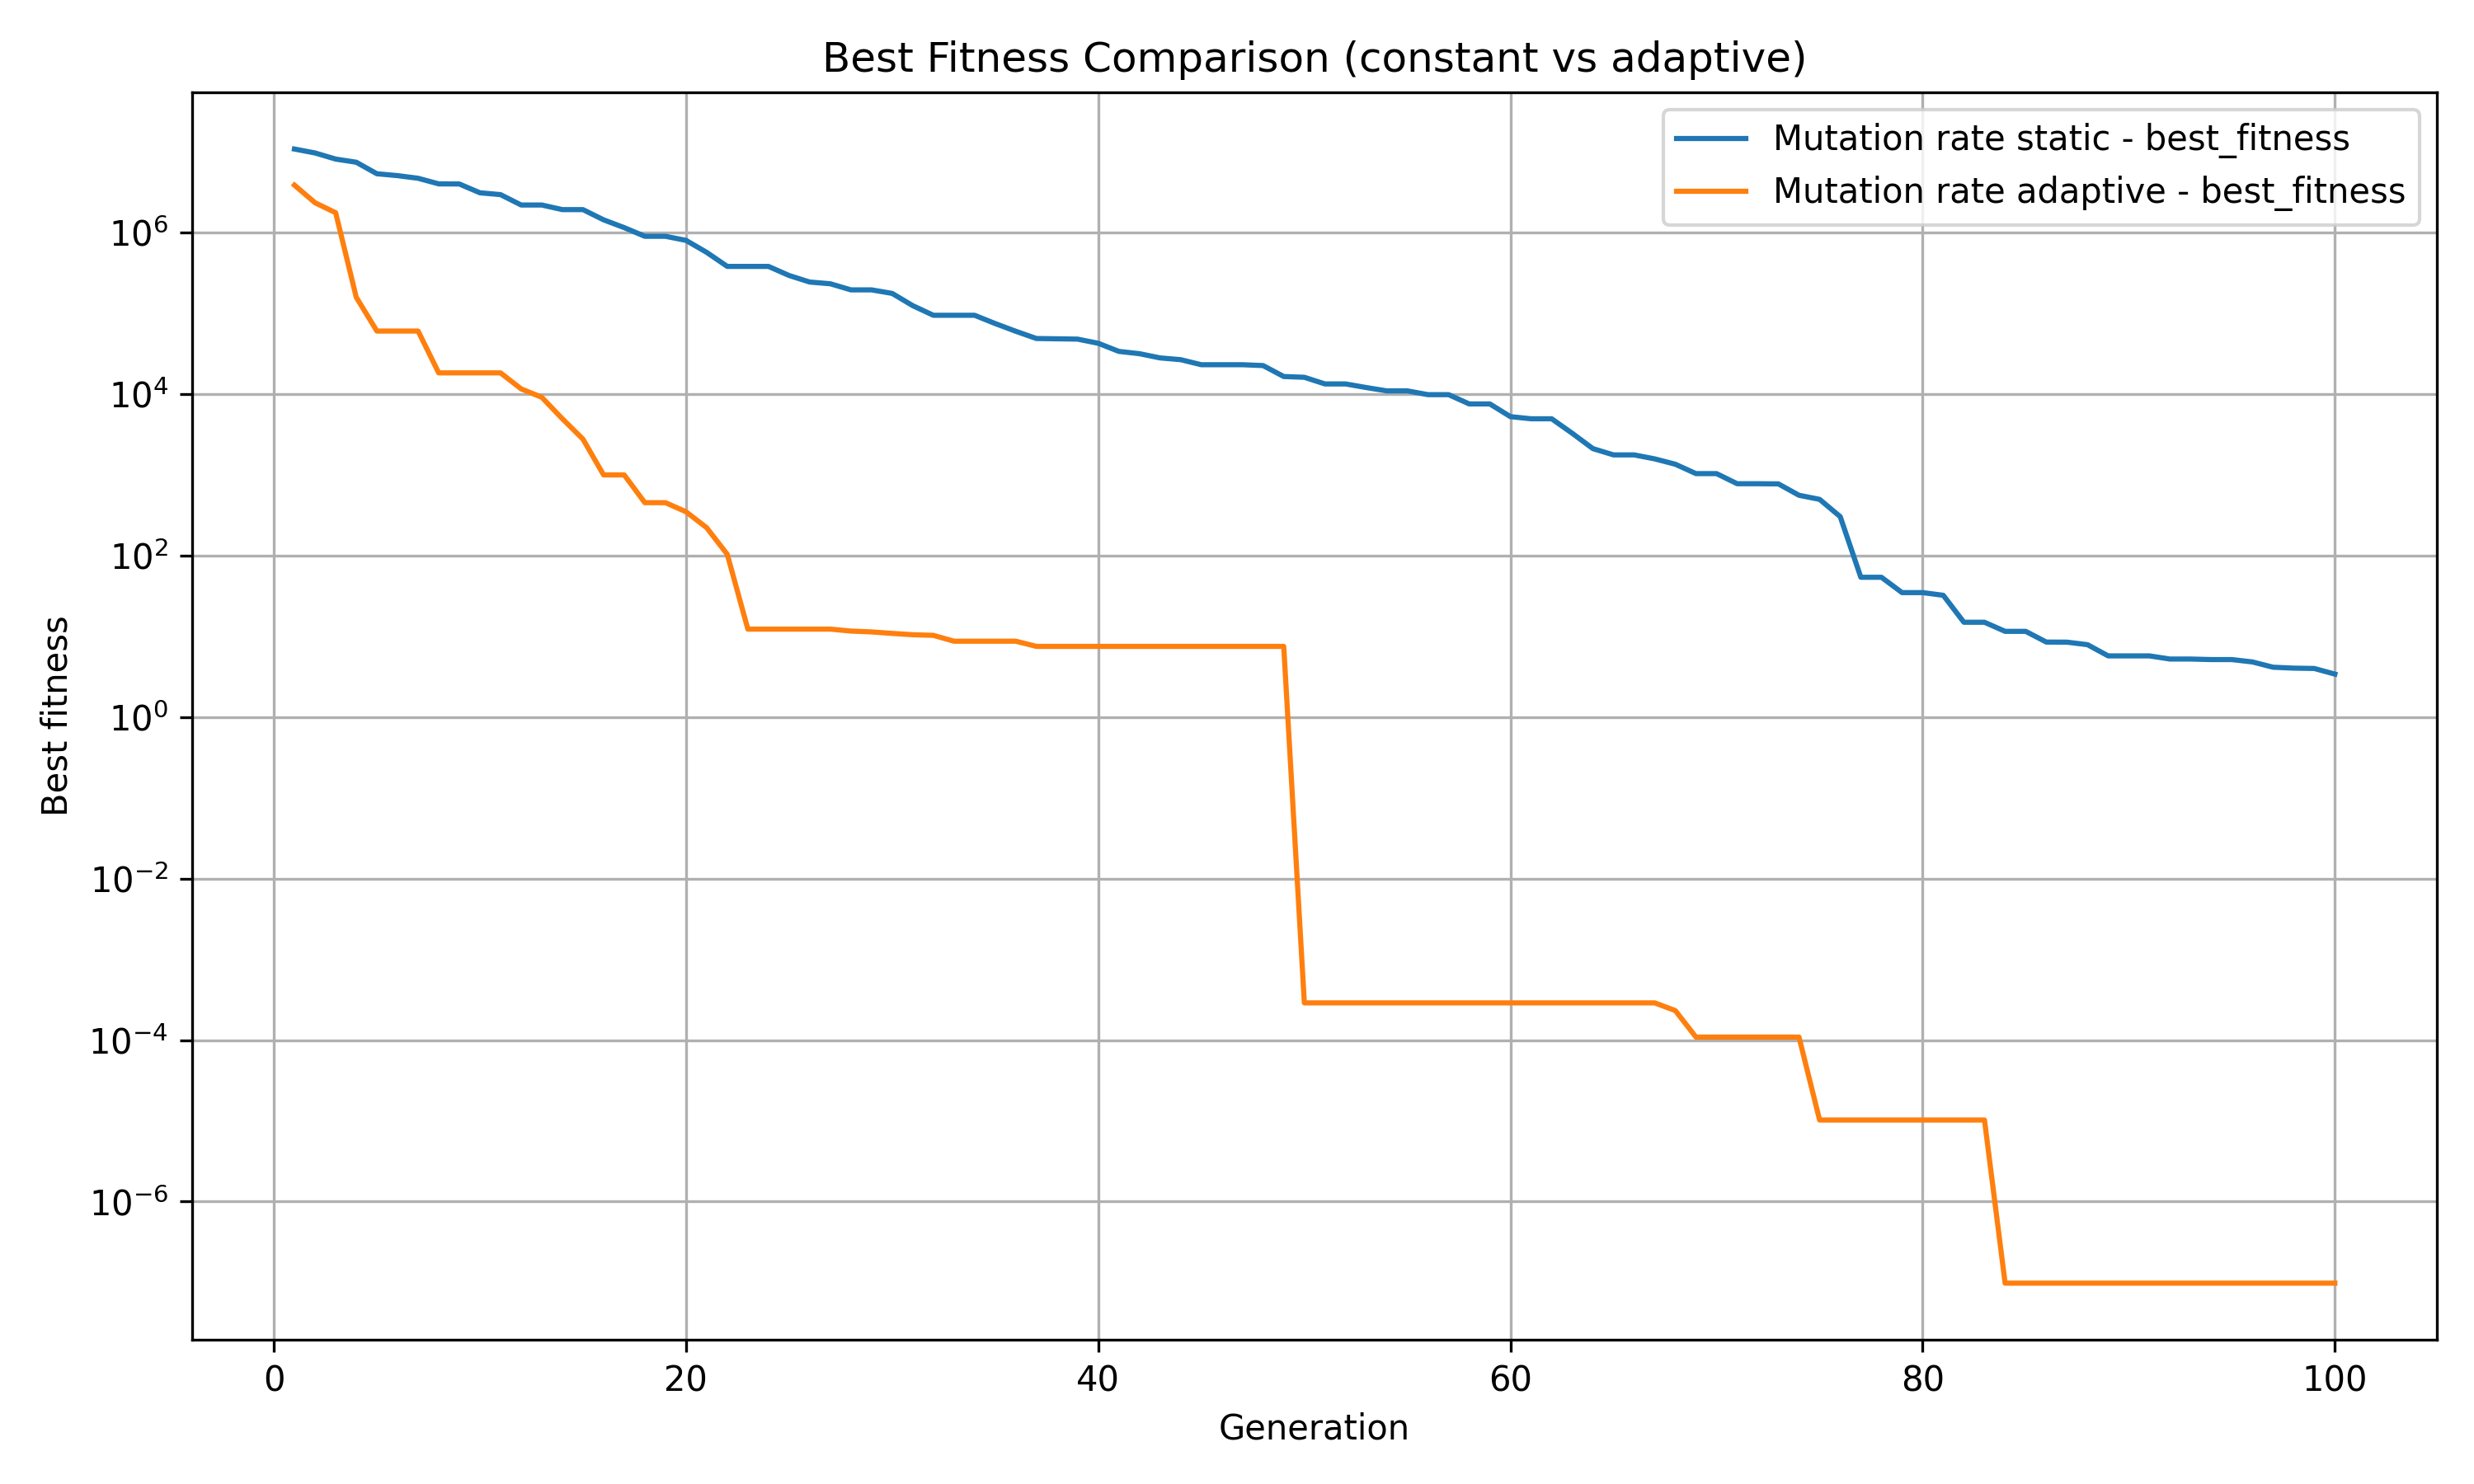 Best Fitness Comparison (constant vs adaptive)
Mutation rate static - best_fitness
Mutation rate adaptive - best_fitness
Best fitness
10⁶
10⁴
10²
10⁰
10⁻²
10⁻⁴
10⁻⁶
0 20 40 60 80 100
Generation